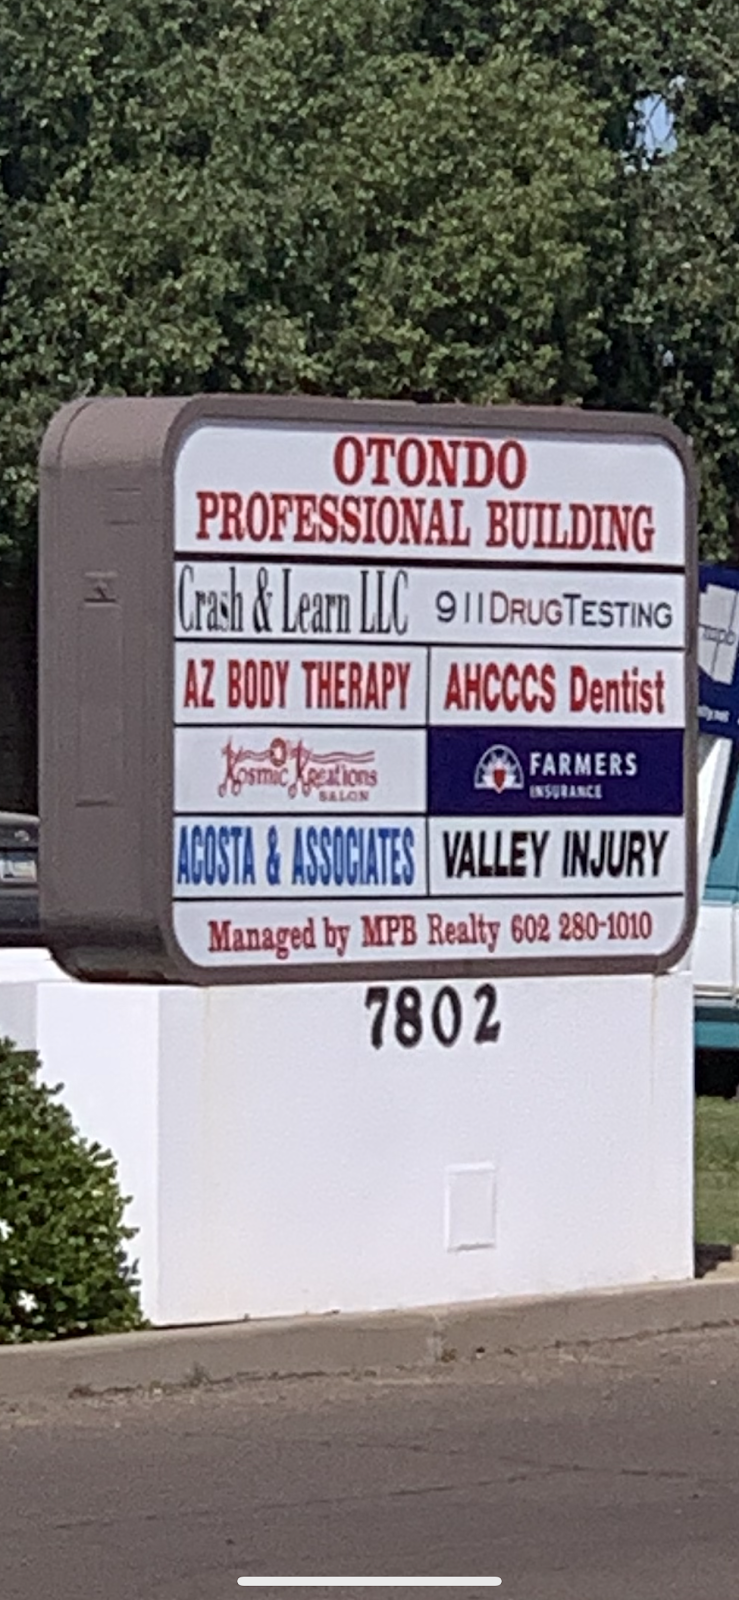 OTONDO
PROFESSIONAL BUILDING
Crash & Learn LLC 911DRUGTESTING
AZ BODY THERAPY
AHCCCS Dentist
Kosmic Kreations
SALON
FARMERS
INSURANCE
ACOSTA & ASSOCIATES
VALLEY INJURY
Managed by MPB Realty 602 280-1010
7802